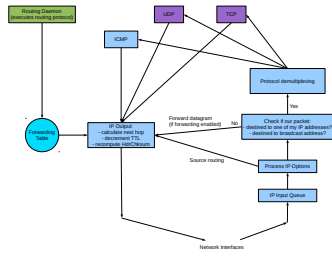 Routing Daemon
(executes routing protocol)
UDP
TCP
ICMP
Protocol demultiplexing
Yes
Forwarding
Table
IP Output
- calculate next hop
- decrement TTL
- recompute HdrChksum
Forward datagram
(if forwarding enabled)
No
Check if our packet:
- destined to one of my IP addresses?
- destined to broadcast address?
Source routing
Process IP Options
IP Input Queue
Network Interfaces